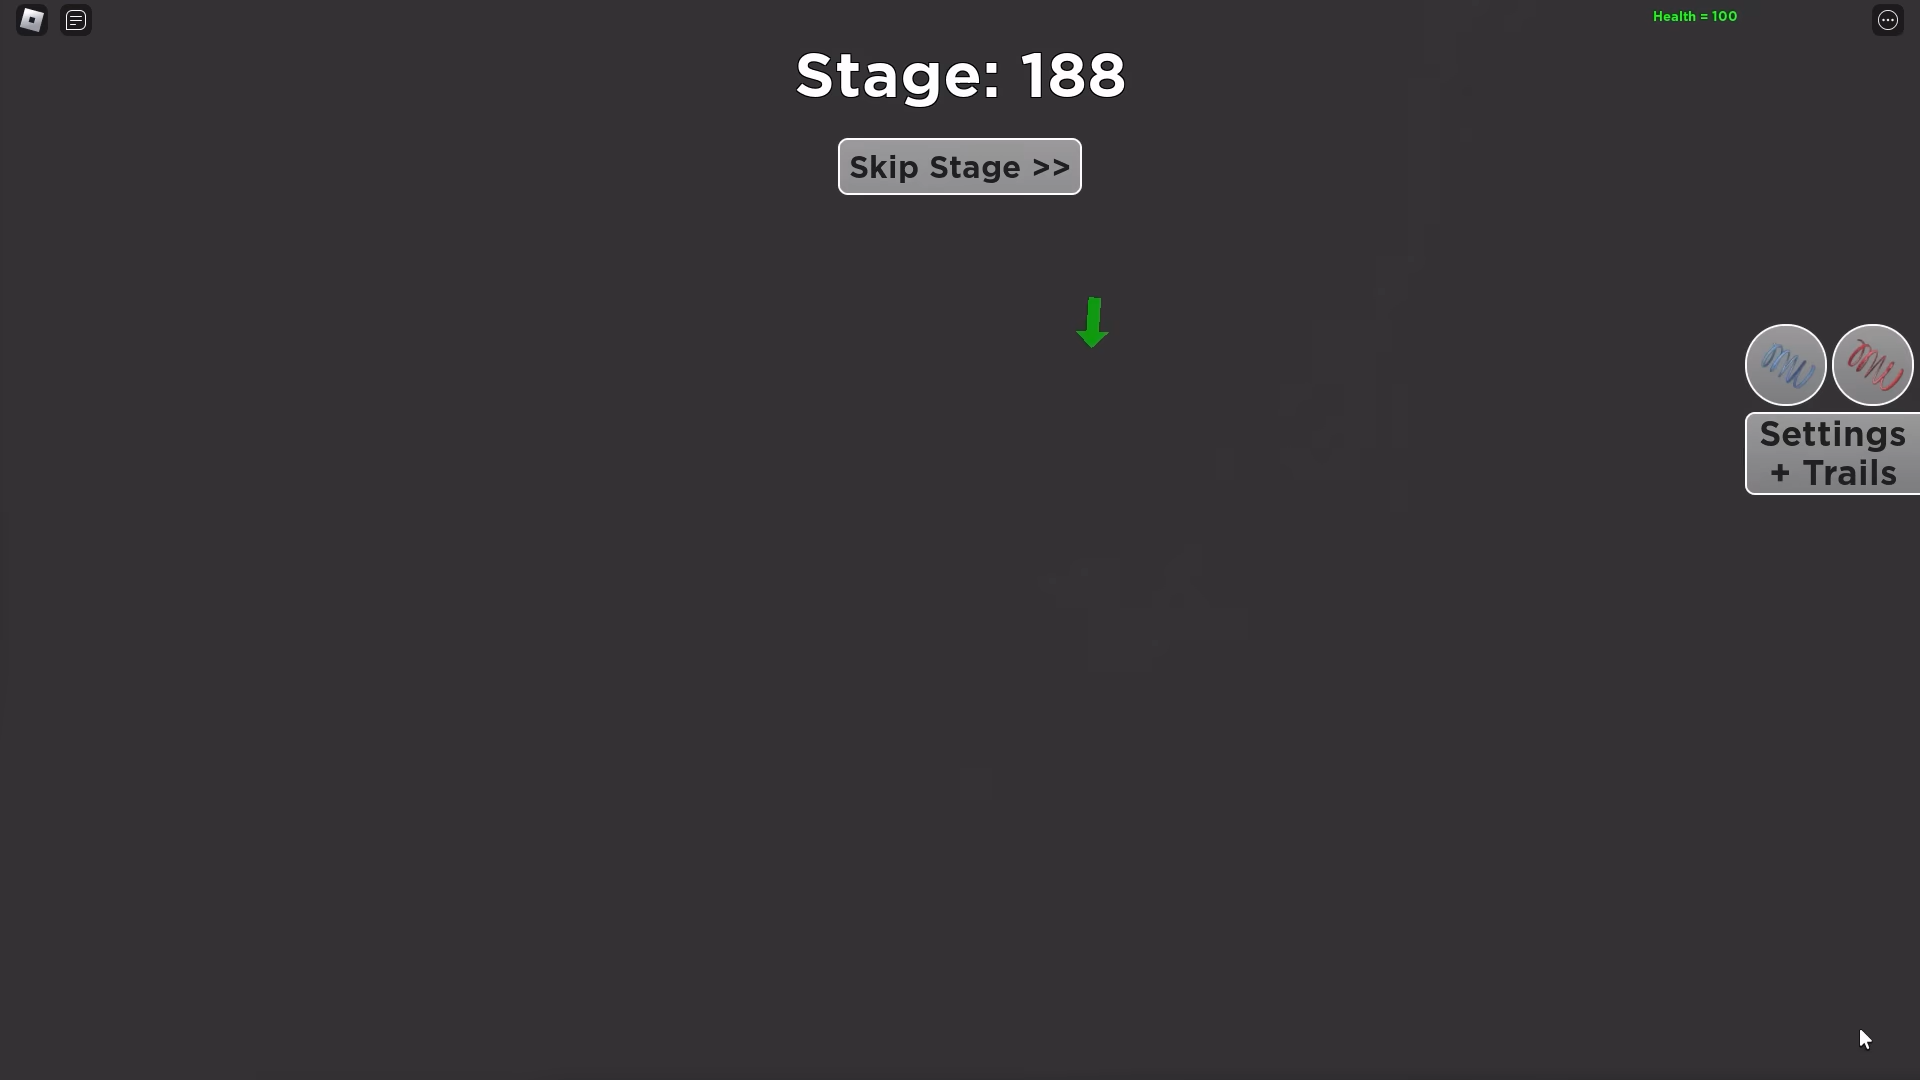 Health = 100
Stage: 188
Skip Stage >>
Settings
+ Trails